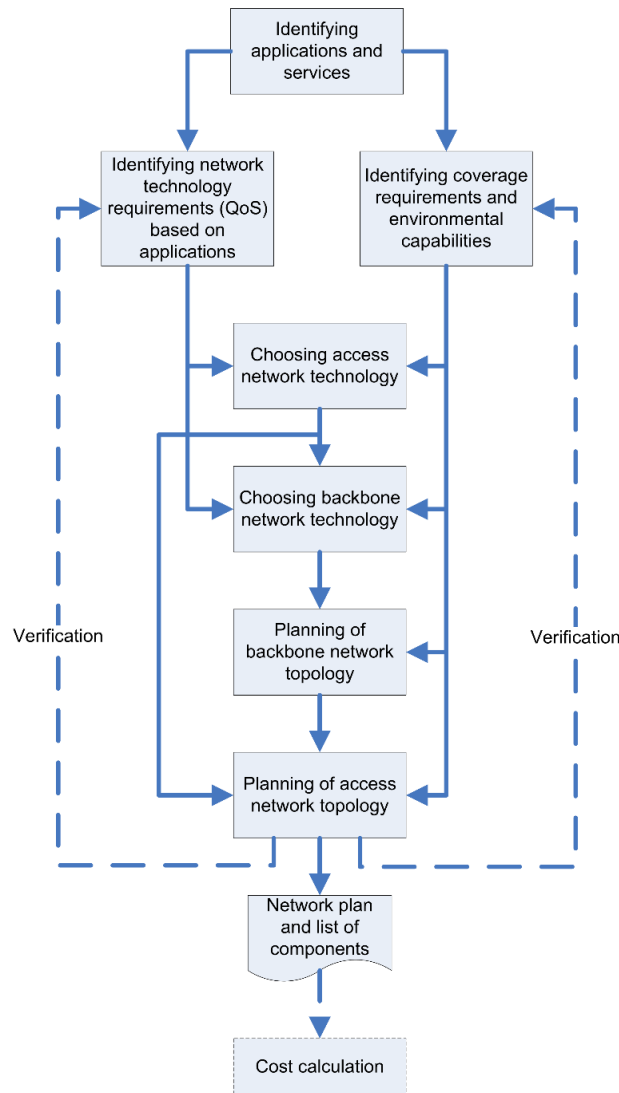 Identifying
applications and
services
Identifying network
technology
requirements (QoS)
based on
applications
Identifying coverage
requirements and
environmental
capabilities
Choosing access
network technology
Choosing backbone
network technology
Planning of
backbone network
topology
Verification
Verification
Planning of access
network topology
Network plan
and list of
components
Cost calculation